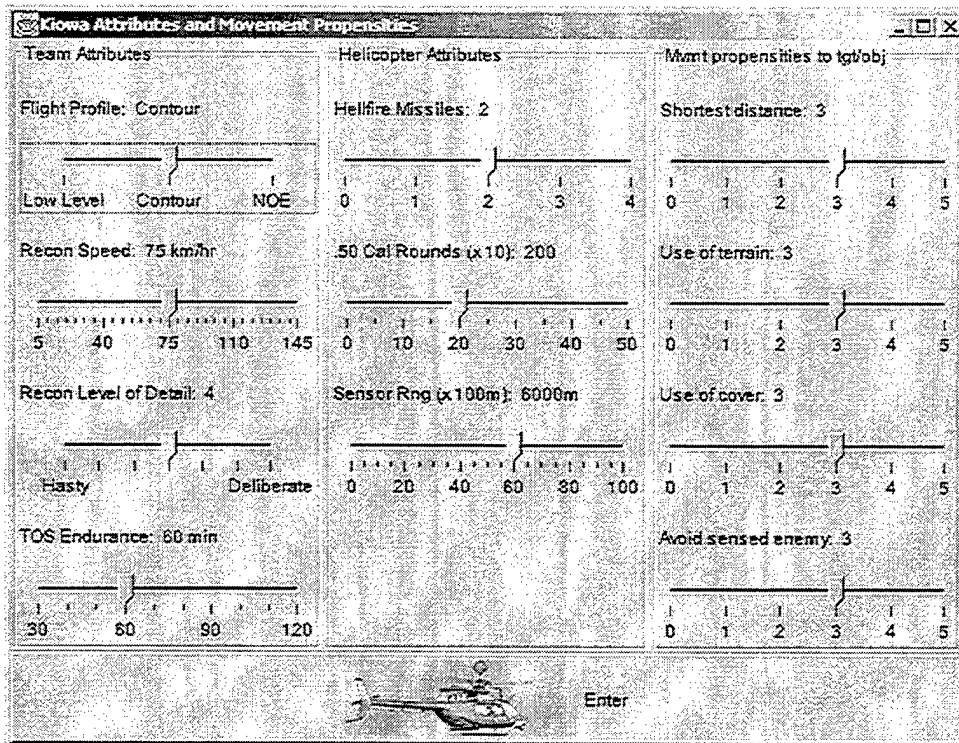 Kiowa Attributes and Movement Propensities
Team Attributes
Flight Profile: Contour
Low Level Contour NOE
Recon Speed: 75 km/hr
5 40 75 110 145
Recon Level of Detail: 4
Hasty Deliberate
TOS Endurance: 60 min
30 60 90 120
Helicopter Attributes
Hellfire Missiles: 2
0 1 2 3 4
.50 Cal Rounds (x10): 200
0 10 20 30 40 50
Sensor Rng (x100m): 6000m
0 20 40 60 80 100
Mvmt propensities to tgt/obj
Shortest distance: 3
0 1 2 3 4 5
Use of terrain: 3
0 1 2 3 4 5
Use of cover: 3
0 1 2 3 4 5
Avoid sensed enemy: 3
0 1 2 3 4 5
Enter